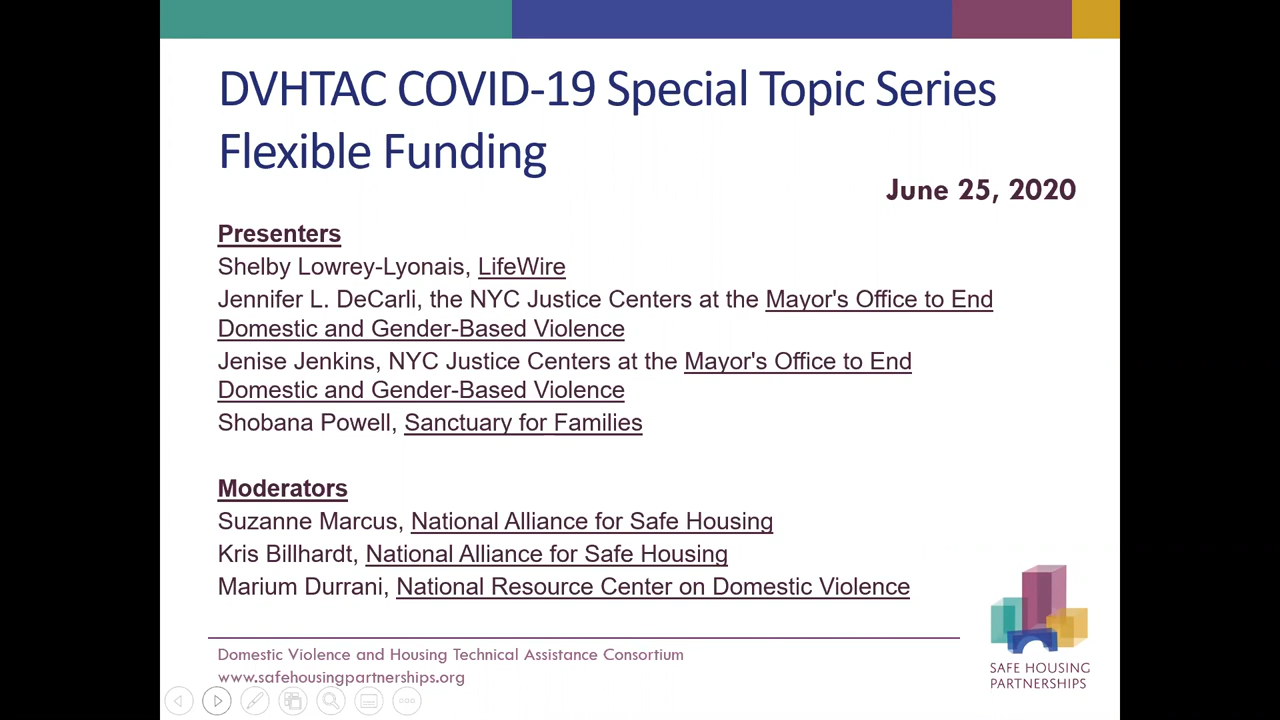 DVHTAC COVID-19 Special Topic Series
Flexible Funding
June 25, 2020
Presenters
Shelby Lowrey-Lyonais, LifeWire
Jennifer L. DeCarli, the NYC Justice Centers at the Mayor's Office to End
Domestic and Gender-Based Violence
Jenise Jenkins, NYC Justice Centers at the Mayor's Office to End
Domestic and Gender-Based Violence
Shobana Powell, Sanctuary for Families
Moderators
Suzanne Marcus, National Alliance for Safe Housing
Kris Billhardt, National Alliance for Safe Housing
Marium Durrani, National Resource Center on Domestic Violence
Domestic Violence and Housing Technical Assistance Consortium
www.safehousingpartnerships.org
SAFE HOUSING
PARTNERSHIPS